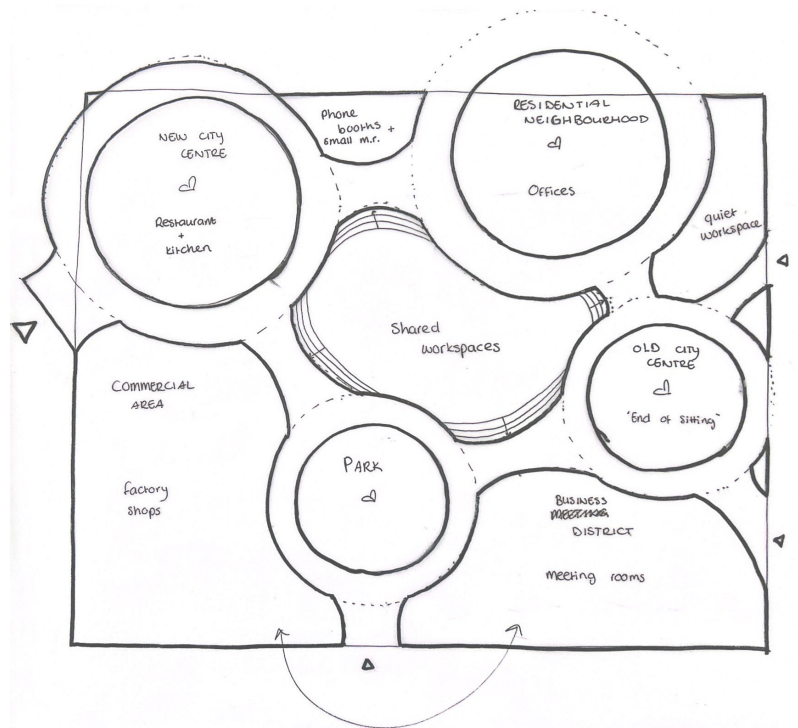 NEW CITY
CENTRE
Restaurant
+
kitchen
Phone
booths +
small m.r.
RESIDENTIAL
NEIGHBOURHOOD
Offices
quiet
workspace
Shared
workspaces
OLD CITY
CENTRE
"End of Sitting"
COMMERCIAL
AREA
factory
shops
PARK
BUSINESS
DISTRICT
meeting rooms